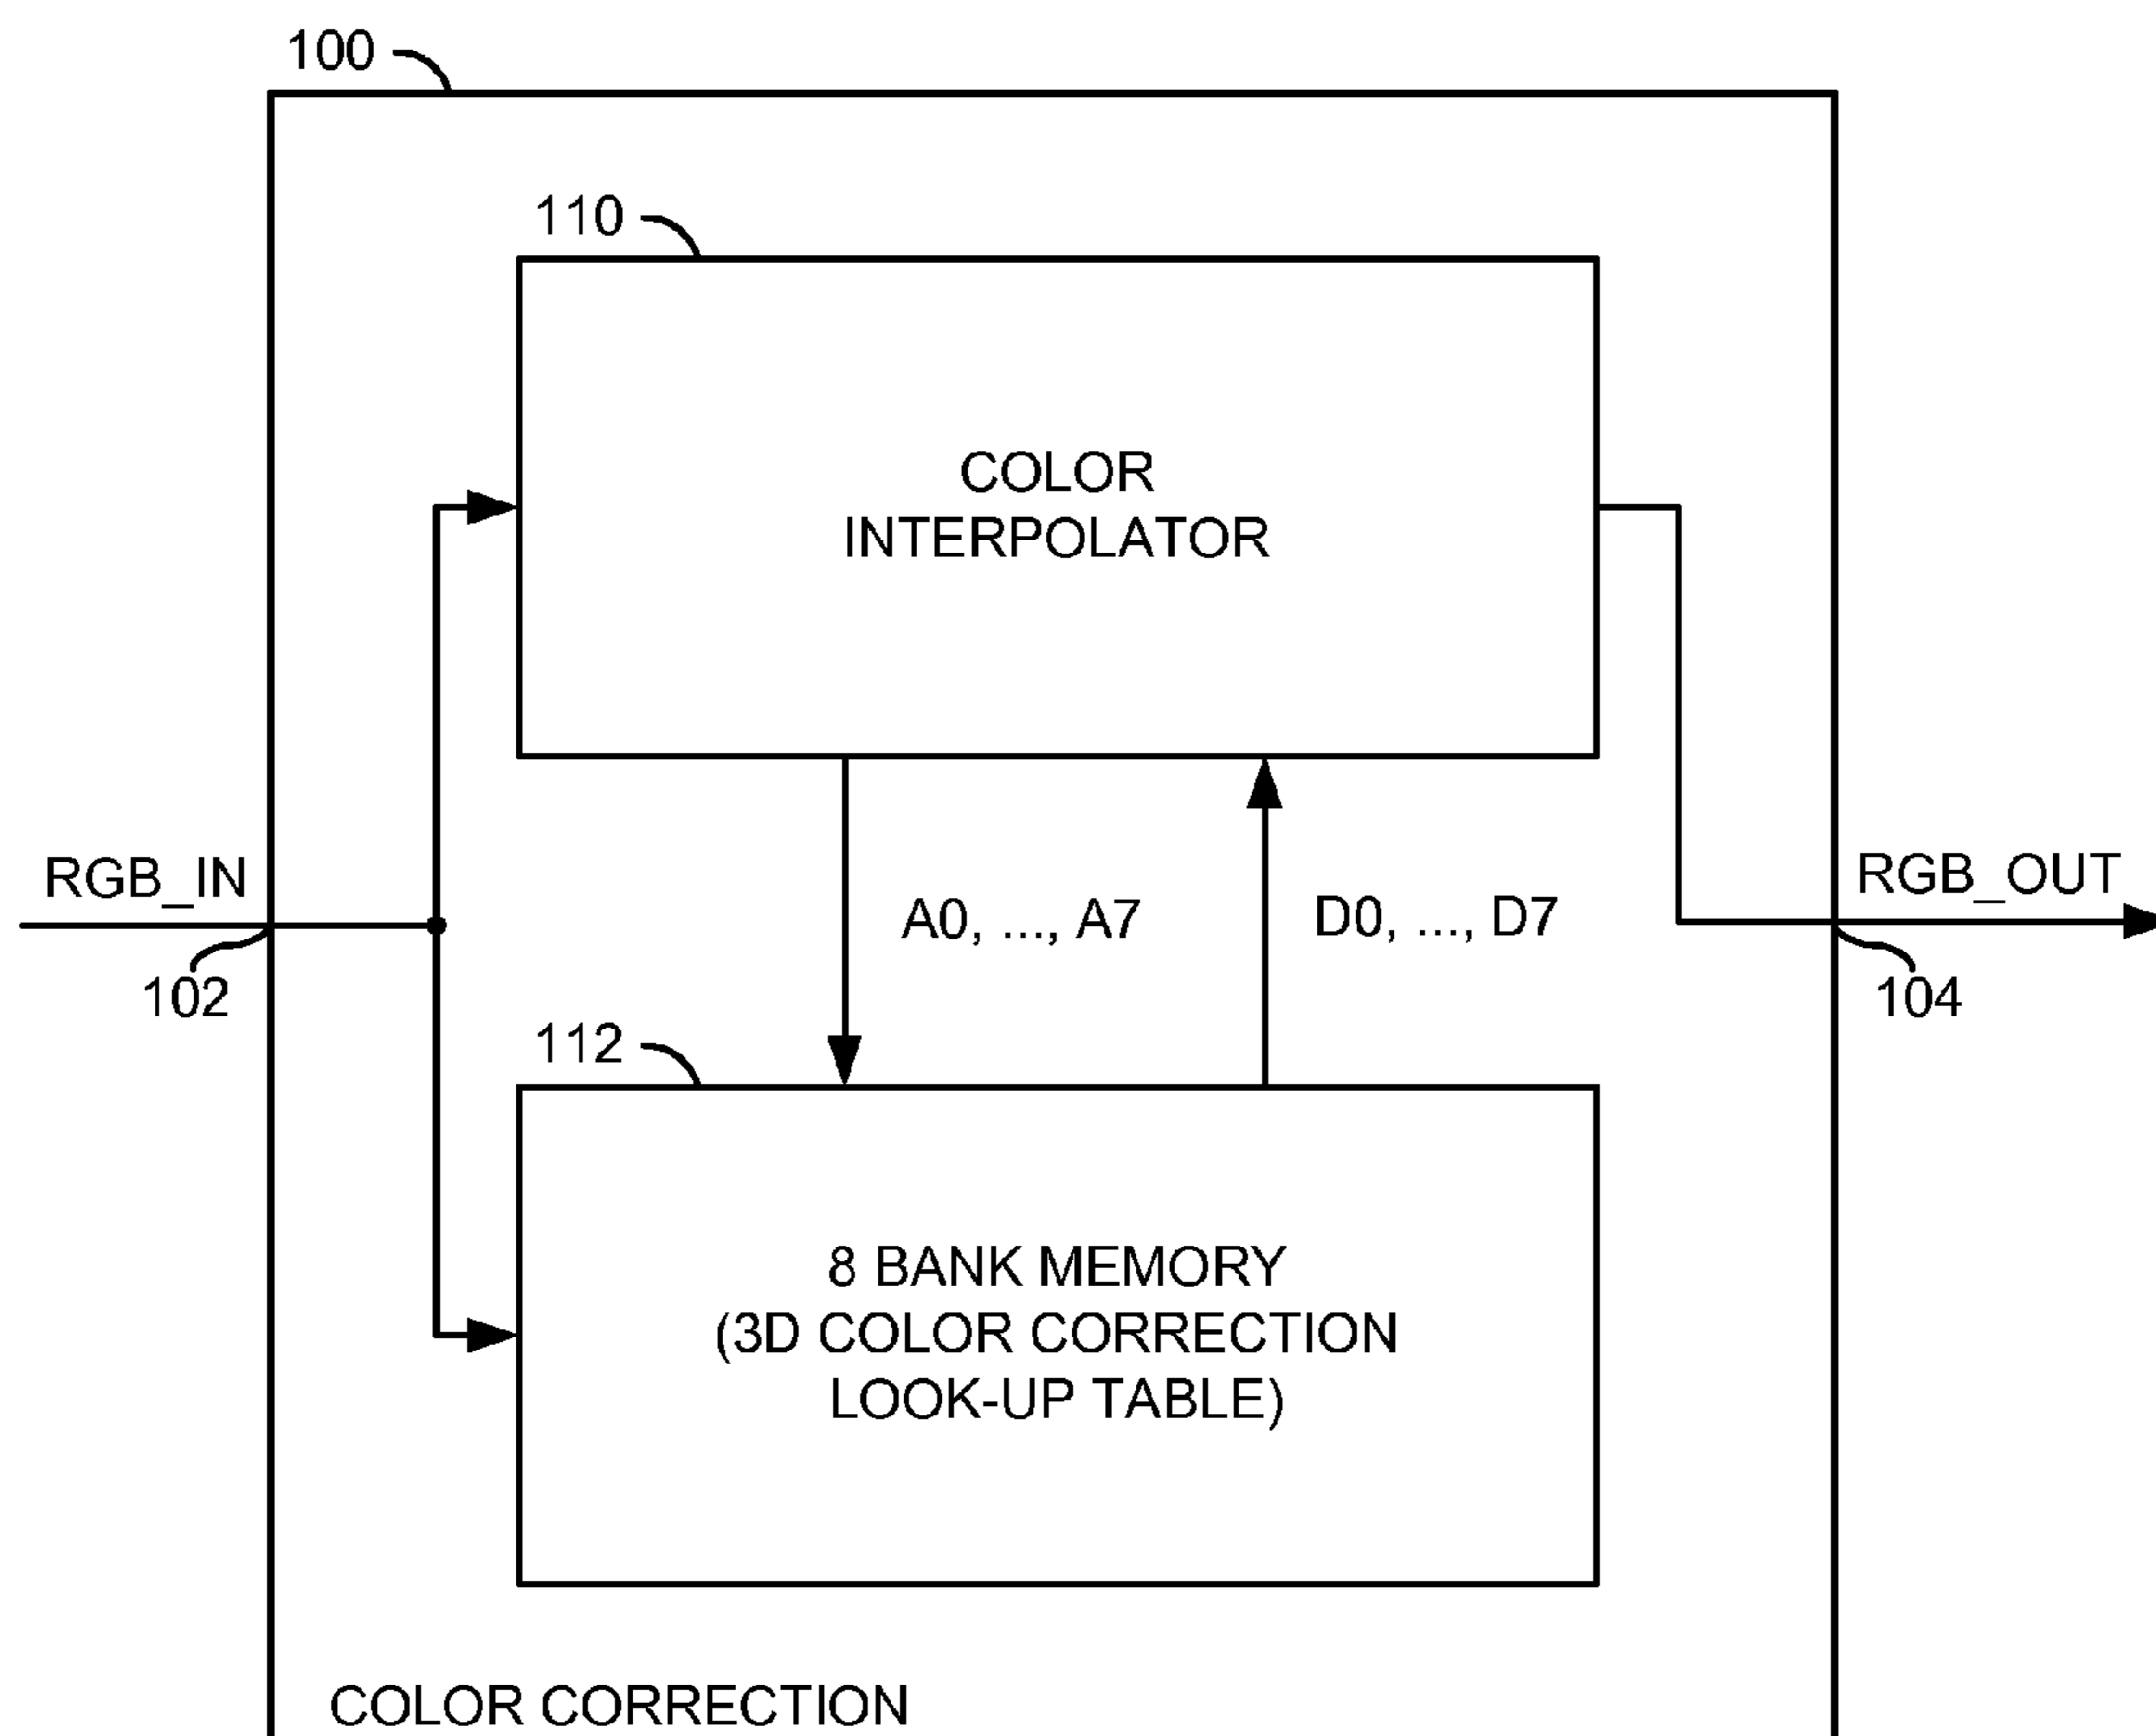 100
110
COLOR
INTERPOLATOR
RGB_IN
RGB_OUT
A0, ..., A7
D0, ..., D7
102
104
112
8 BANK MEMORY
(3D COLOR CORRECTION
LOOK-UP TABLE)
COLOR CORRECTION